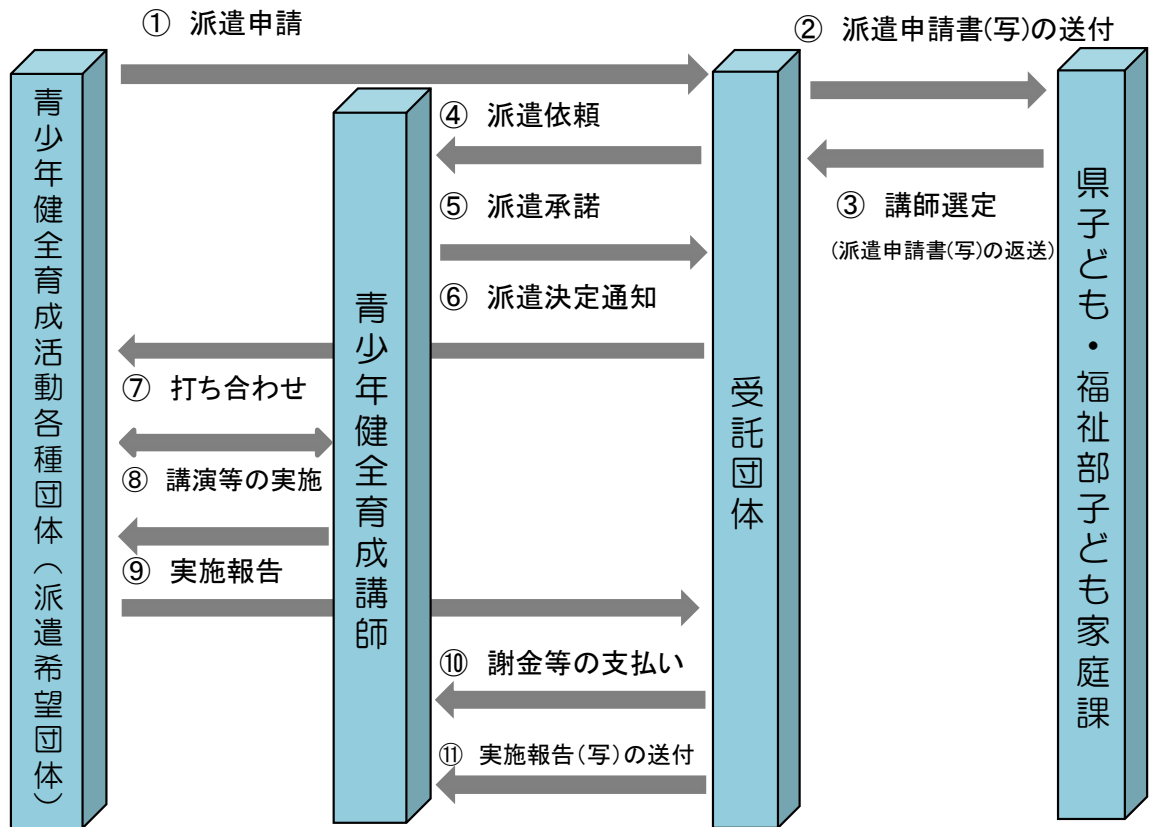 ① 派遣申請
② 派遣申請書(写)の送付
青少年健全育成活動各種団体（派遣希望団体）
青少年健全育成講師
受託団体
県子ども・福祉部子ども家庭課
④ 派遣依頼
③ 講師選定
(派遣申請書(写)の返送)
⑤ 派遣承諾
⑥ 派遣決定通知
⑦ 打ち合わせ
⑧ 講演等の実施
⑨ 実施報告
⑩ 謝金等の支払い
⑪ 実施報告(写)の送付